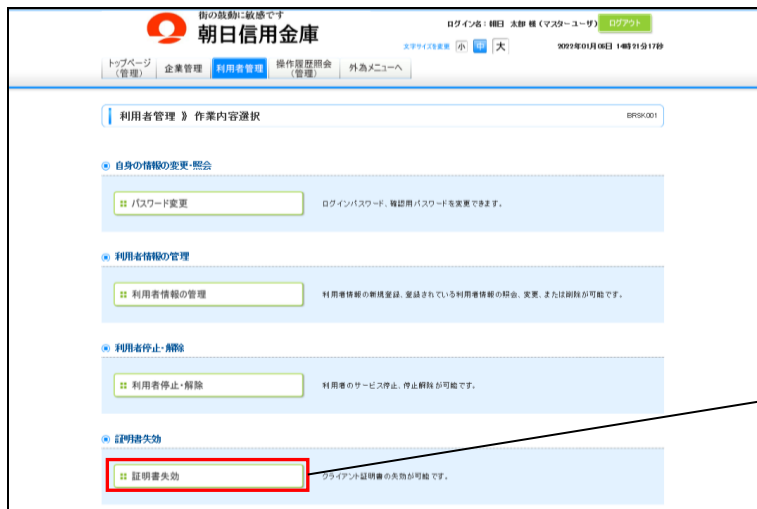 街の鼓動に敏感です
朝日信用金庫
ログイン名：朝日 太郎 様（マスターユーザ） ログアウト
文字サイズを変更 小 中 大 2022年01月06日 14時21分17秒
トップページ（管理） 企業管理 利用者管理 操作履歴照会（管理） 外為メニューへ
利用者管理 》 作業内容選択 BRSK001
自身の情報の変更・照会
パスワード変更 ログインパスワード、確認用パスワードを変更できます。
利用者情報の管理
利用者情報の管理 利用者情報の新規登録、登録されている利用者情報の照会、変更、または削除が可能です。
利用者停止・解除
利用者停止・解除 利用者のサービス停止、停止解除が可能です。
証明書失効
証明書失効 クライアント証明書の失効が可能です。